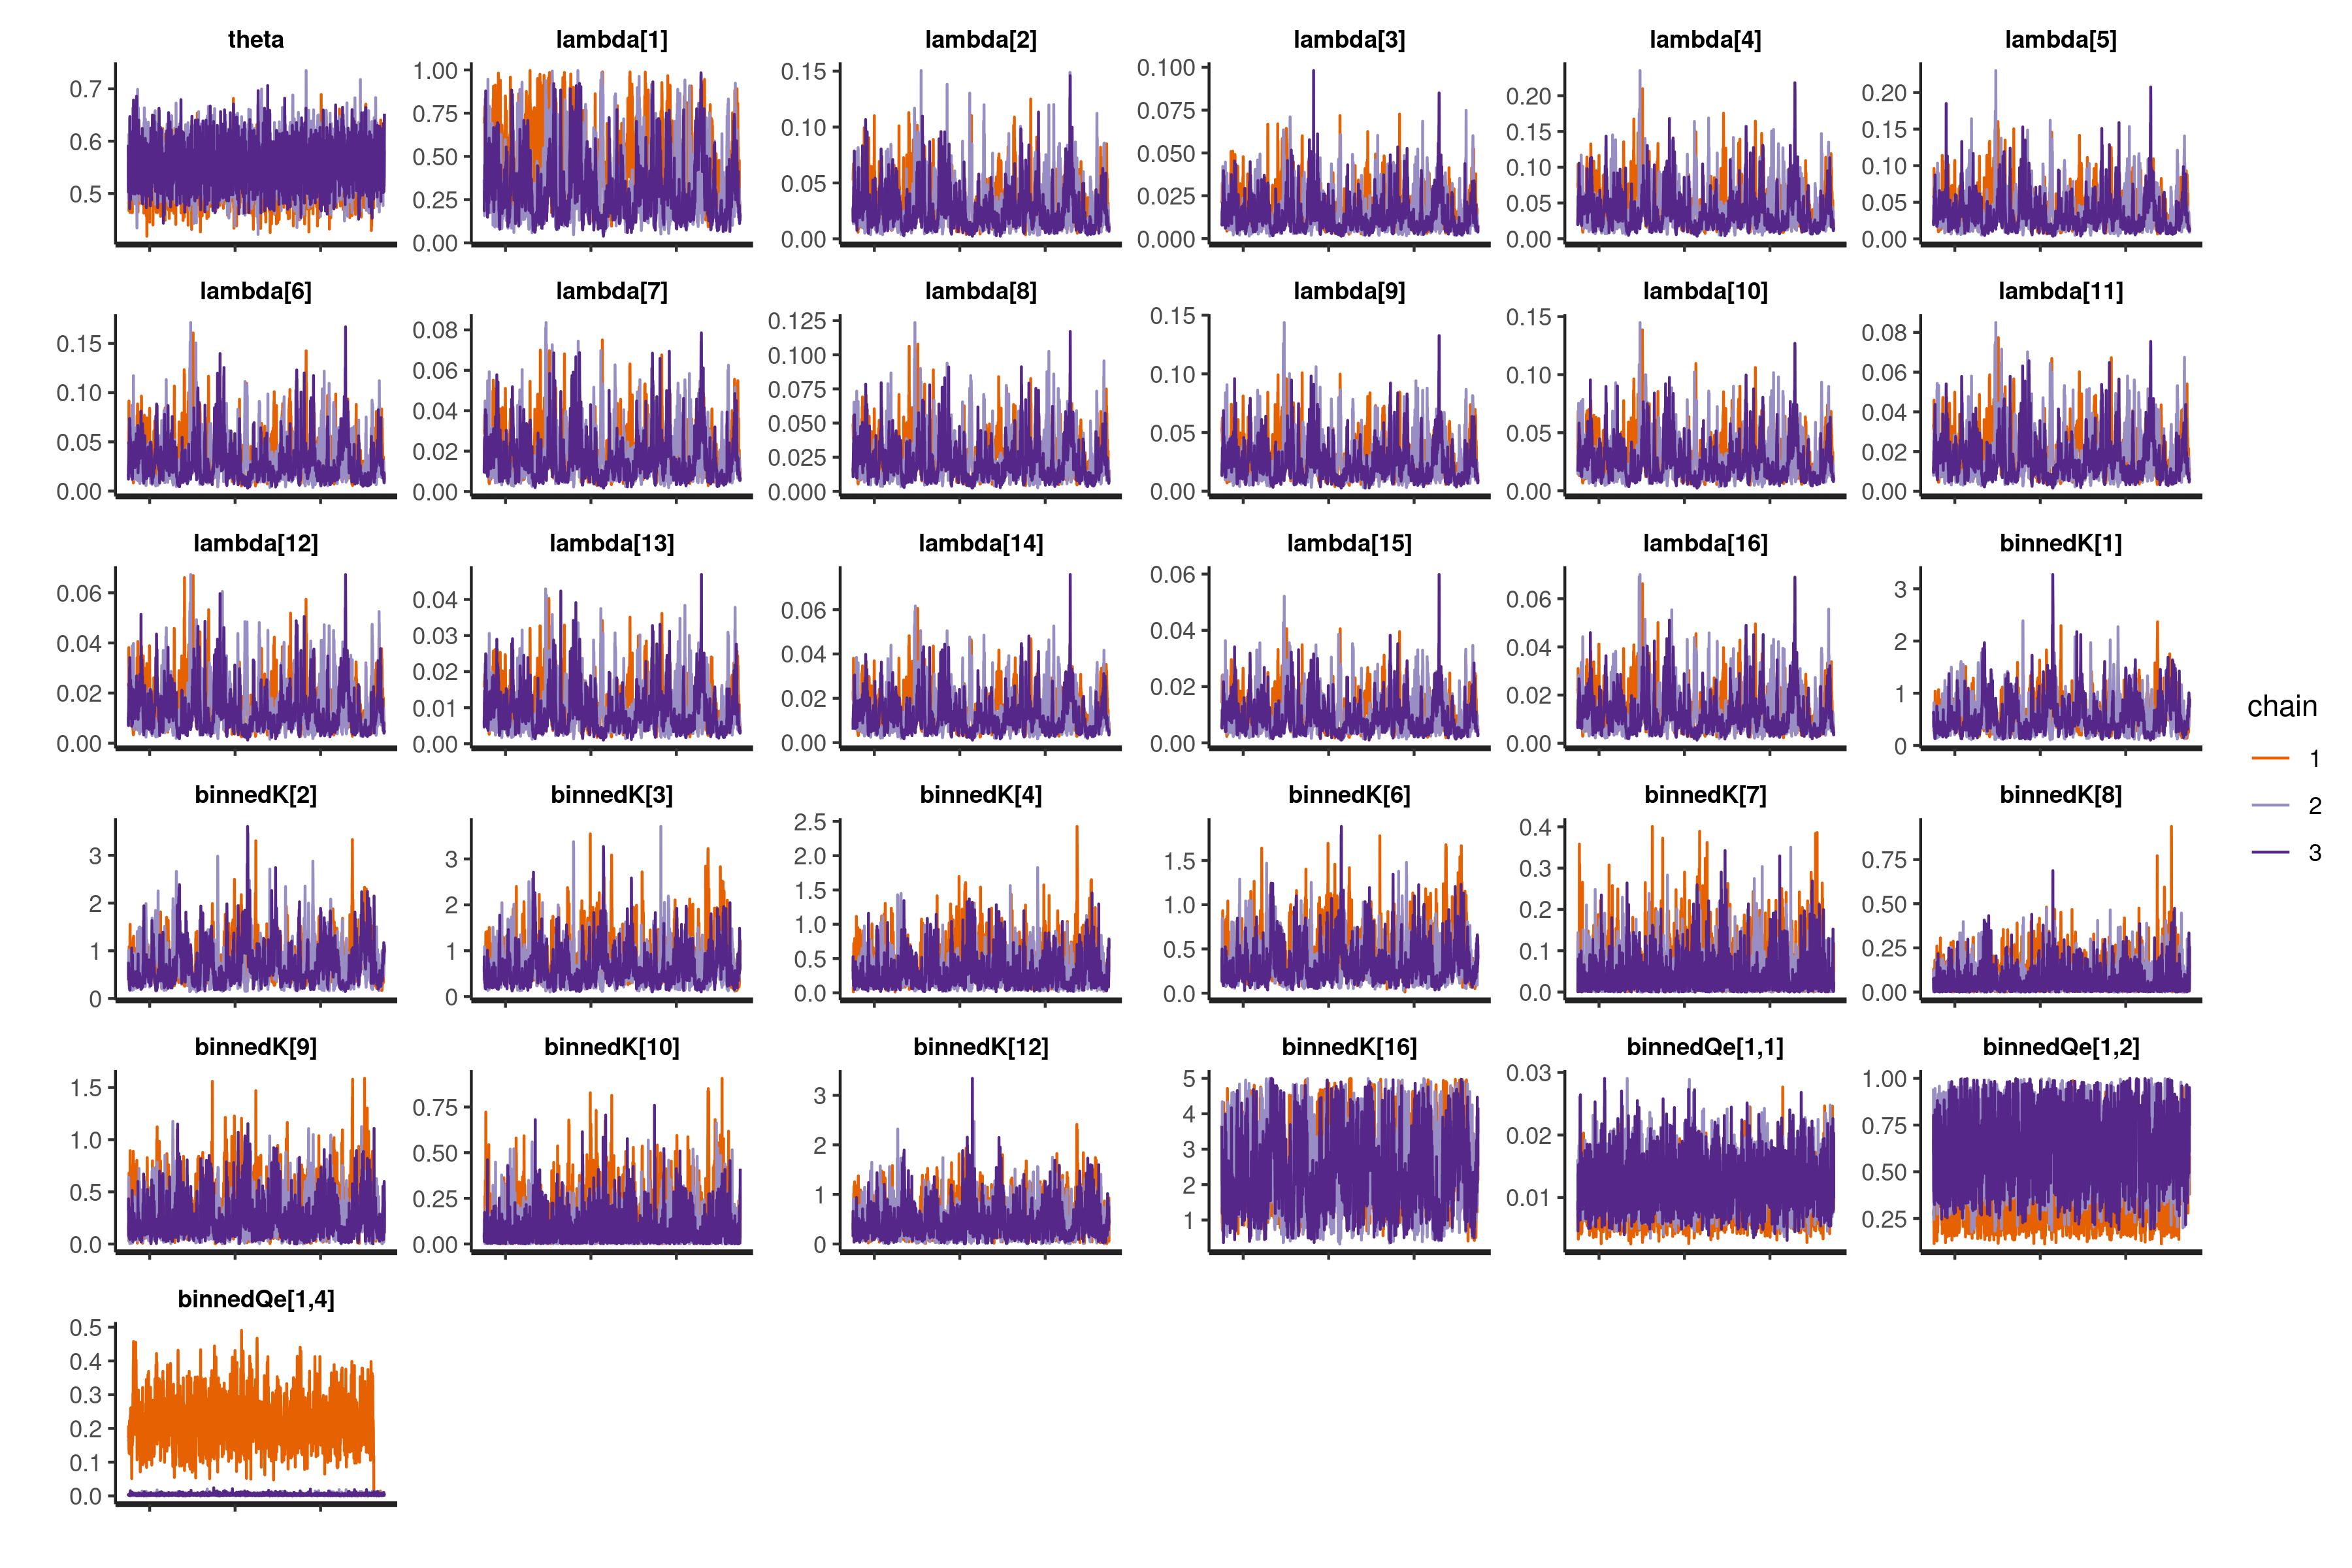 theta lambda[1] lambda[2] lambda[3] lambda[4] lambda[5]
0.7 0.6 0.5
1.00 0.75 0.50 0.25 0.00
0.15 0.10 0.05 0.00
0.100 0.075 0.050 0.025 0.000
0.20 0.15 0.10 0.05 0.00
0.20 0.15 0.10 0.05 0.00
lambda[6] lambda[7] lambda[8] lambda[9] lambda[10] lambda[11]
0.15 0.10 0.05 0.00
0.08 0.06 0.04 0.02 0.00
0.125 0.100 0.075 0.050 0.025 0.000
0.15 0.10 0.05 0.00
0.15 0.10 0.05 0.00
0.08 0.06 0.04 0.02 0.00
lambda[12] lambda[13] lambda[14] lambda[15] lambda[16] binnedK[1]
0.06 0.04 0.02 0.00
0.04 0.03 0.02 0.01 0.00
0.06 0.04 0.02 0.00
0.06 0.04 0.02 0.00
0.06 0.04 0.02 0.00
3 2 1 0
binnedK[2] binnedK[3] binnedK[4] binnedK[6] binnedK[7] binnedK[8]
3 2 1 0
3 2 1 0
2.5 2.0 1.5 1.0 0.5 0.0
1.5 1.0 0.5 0.0
0.4 0.3 0.2 0.1 0.0
0.75 0.50 0.25 0.00
binnedK[9] binnedK[10] binnedK[12] binnedK[16] binnedQe[1,1] binnedQe[1,2]
1.5 1.0 0.5 0.0
0.75 0.50 0.25 0.00
3 2 1 0
5 4 3 2 1
0.03 0.02 0.01
1.00 0.75 0.50 0.25
binnedQe[1,4]
0.5 0.4 0.3 0.2 0.1 0.0
chain
1
2
3